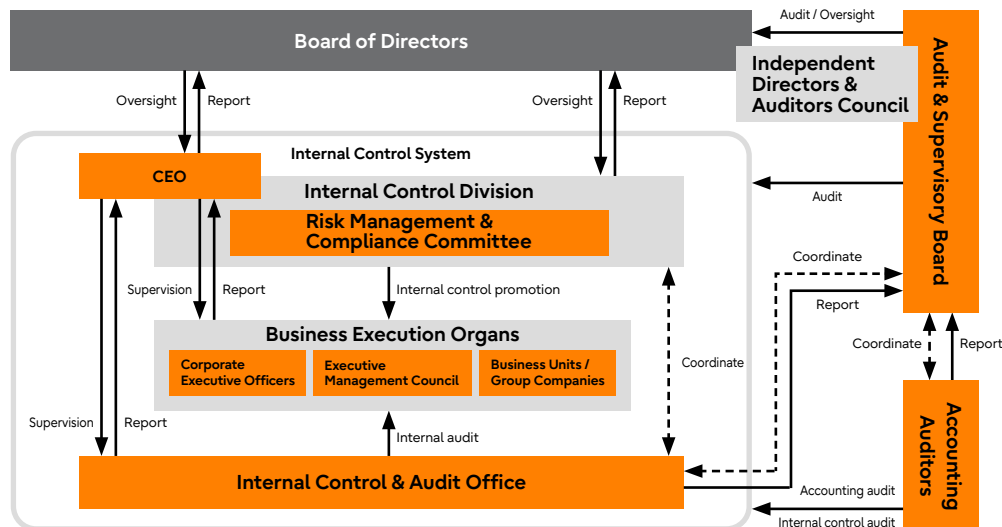 Board of Directors
Audit / Oversight
Independent
Directors &
Auditors Council
Audit & Supervisory Board
Oversight
Report
Oversight
Report
Internal Control System
CEO
Internal Control Division
Risk Management &
Compliance Committee
Audit
Coordinate
Report
Supervision
Report
Internal control promotion
Business Execution Organs
Corporate
Executive Officers
Executive
Management Council
Business Units /
Group Companies
Coordinate
Coordinate
Report
Supervision
Report
Internal audit
Internal Control & Audit Office
Accounting
Auditors
Accounting audit
Internal control audit